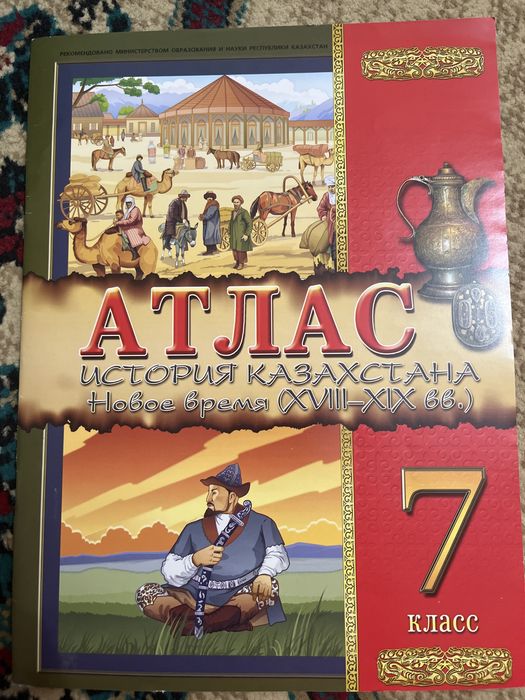 РЕКОМЕНДОВАНО МИНИСТЕРСТВОМ ОБРАЗОВАНИЯ И НАУКИ РЕСПУБЛИКИ КАЗАХСТАН
АТЛАС
ИСТОРИЯ КАЗАХСТАНА
Новое время (XVIII–XIX вв.)
7
класс